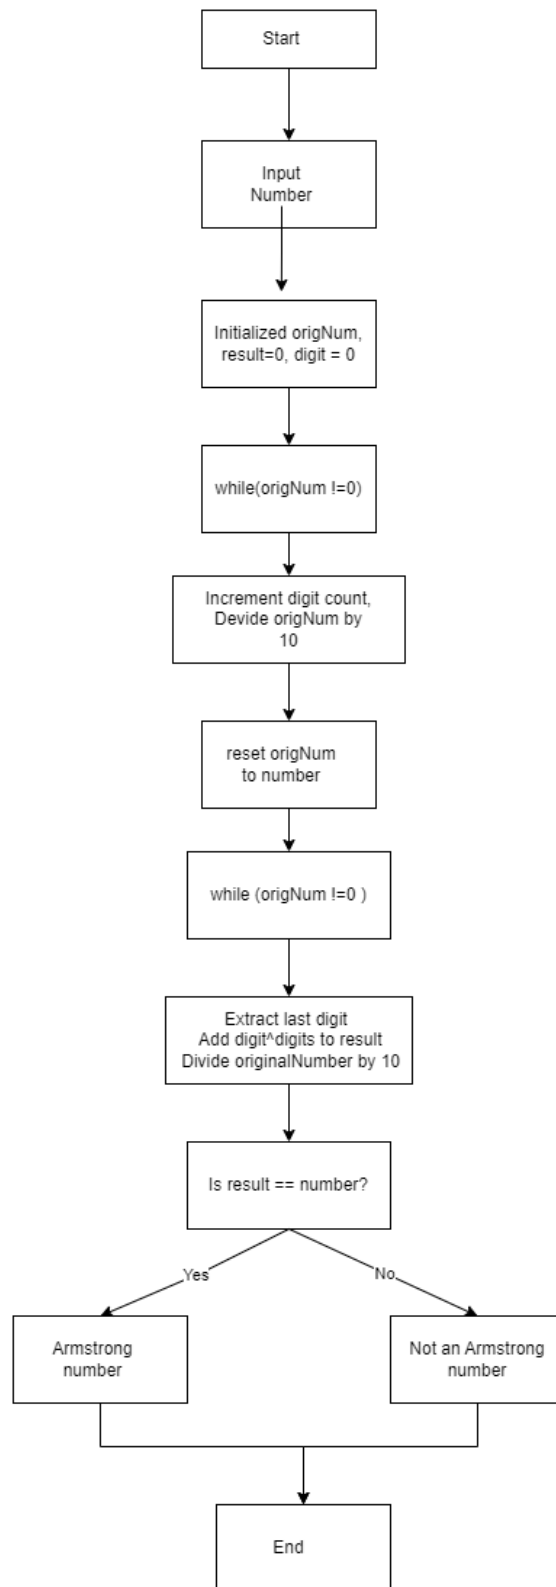 Start
Input
Number
Initialized origNum,
result=0, digit = 0
while(origNum !=0)
Increment digit count,
Devide origNum by
10
reset origNum
to number
while (origNum !=0 )
Extract last digit
Add digit^digits to result
Divide originalNumber by 10
Is result == number?
Yes
No
Armstrong
number
Not an Armstrong
number
End